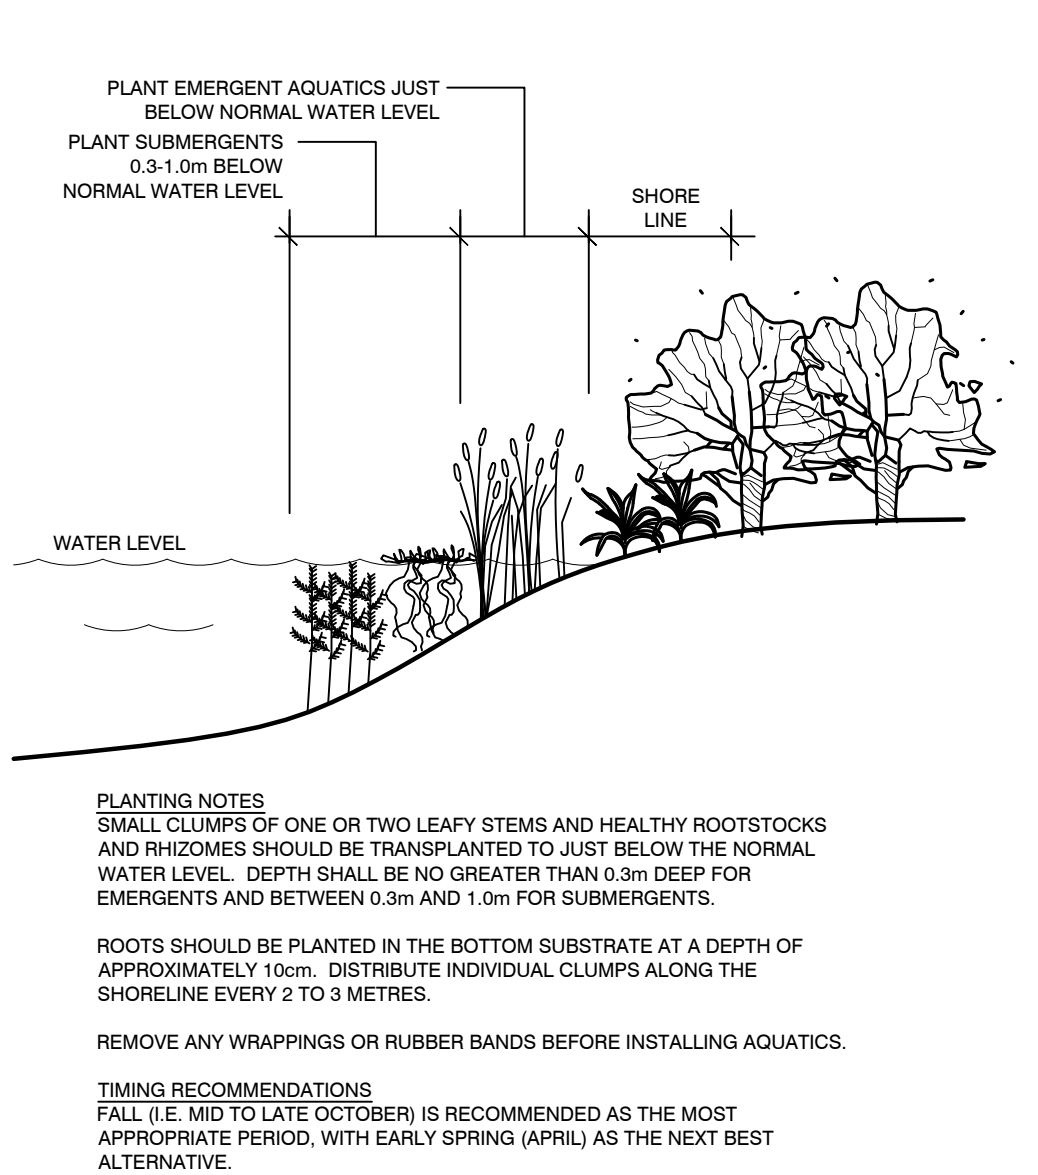 PLANT EMERGENT AQUATICS JUST
BELOW NORMAL WATER LEVEL
PLANT SUBMERGENTS
0.3-1.0m BELOW
NORMAL WATER LEVEL
SHORE
LINE
WATER LEVEL
PLANTING NOTES
SMALL CLUMPS OF ONE OR TWO LEAFY STEMS AND HEALTHY ROOTSTOCKS
AND RHIZOMES SHOULD BE TRANSPLANTED TO JUST BELOW THE NORMAL
WATER LEVEL.  DEPTH SHALL BE NO GREATER THAN 0.3m DEEP FOR
EMERGENTS AND BETWEEN 0.3m AND 1.0m FOR SUBMERGENTS.
ROOTS SHOULD BE PLANTED IN THE BOTTOM SUBSTRATE AT A DEPTH OF
APPROXIMATELY 10cm.  DISTRIBUTE INDIVIDUAL CLUMPS ALONG THE
SHORELINE EVERY 2 TO 3 METRES.
REMOVE ANY WRAPPINGS OR RUBBER BANDS BEFORE INSTALLING AQUATICS.
TIMING RECOMMENDATIONS
FALL (I.E. MID TO LATE OCTOBER) IS RECOMMENDED AS THE MOST
APPROPRIATE PERIOD, WITH EARLY SPRING (APRIL) AS THE NEXT BEST
ALTERNATIVE.